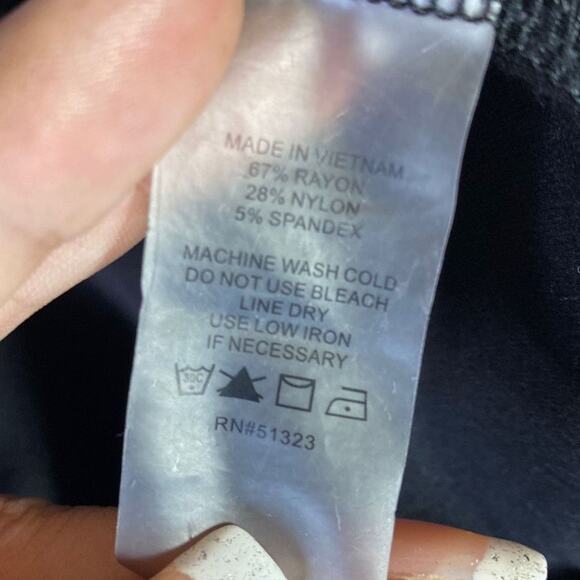 MADE IN VIETNAM
67% RAYON
28% NYLON
5% SPANDEX
MACHINE WASH COLD
DO NOT USE BLEACH
LINE DRY
USE LOW IRON
IF NECESSARY
30C
RN#51323